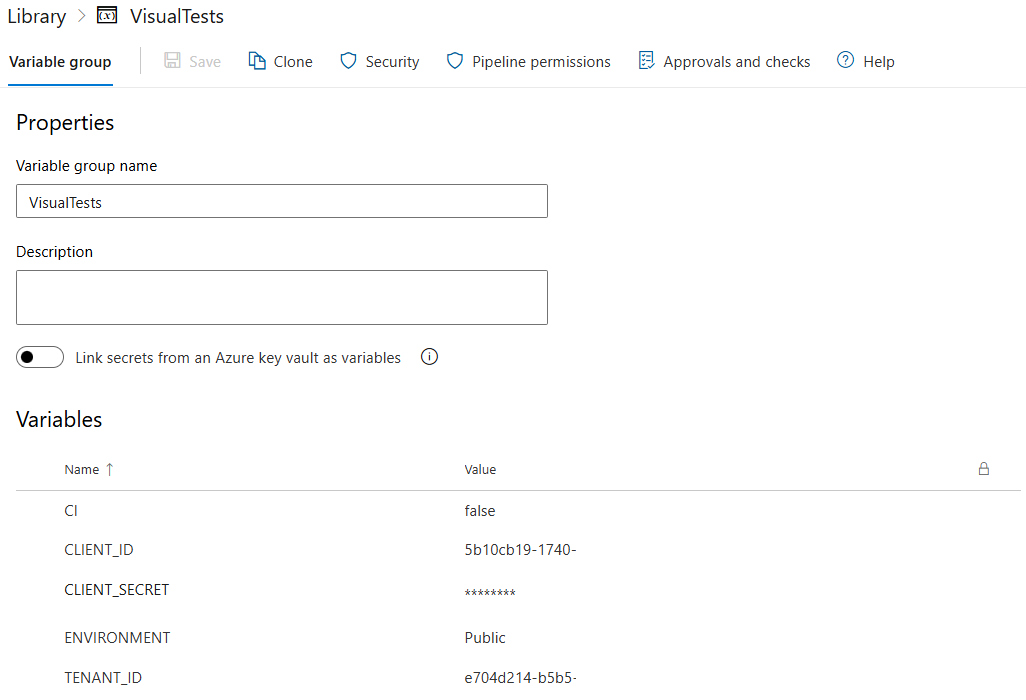 Library > VisualTests
Variable group Save Clone Security Pipeline permissions Approvals and checks Help
Properties
Variable group name
VisualTests
Description
Link secrets from an Azure key vault as variables
Variables
Name ↑ Value
CI false
CLIENT_ID 5b10cb19-1740-
CLIENT_SECRET ********
ENVIRONMENT Public
TENANT_ID e704d214-b5b5-